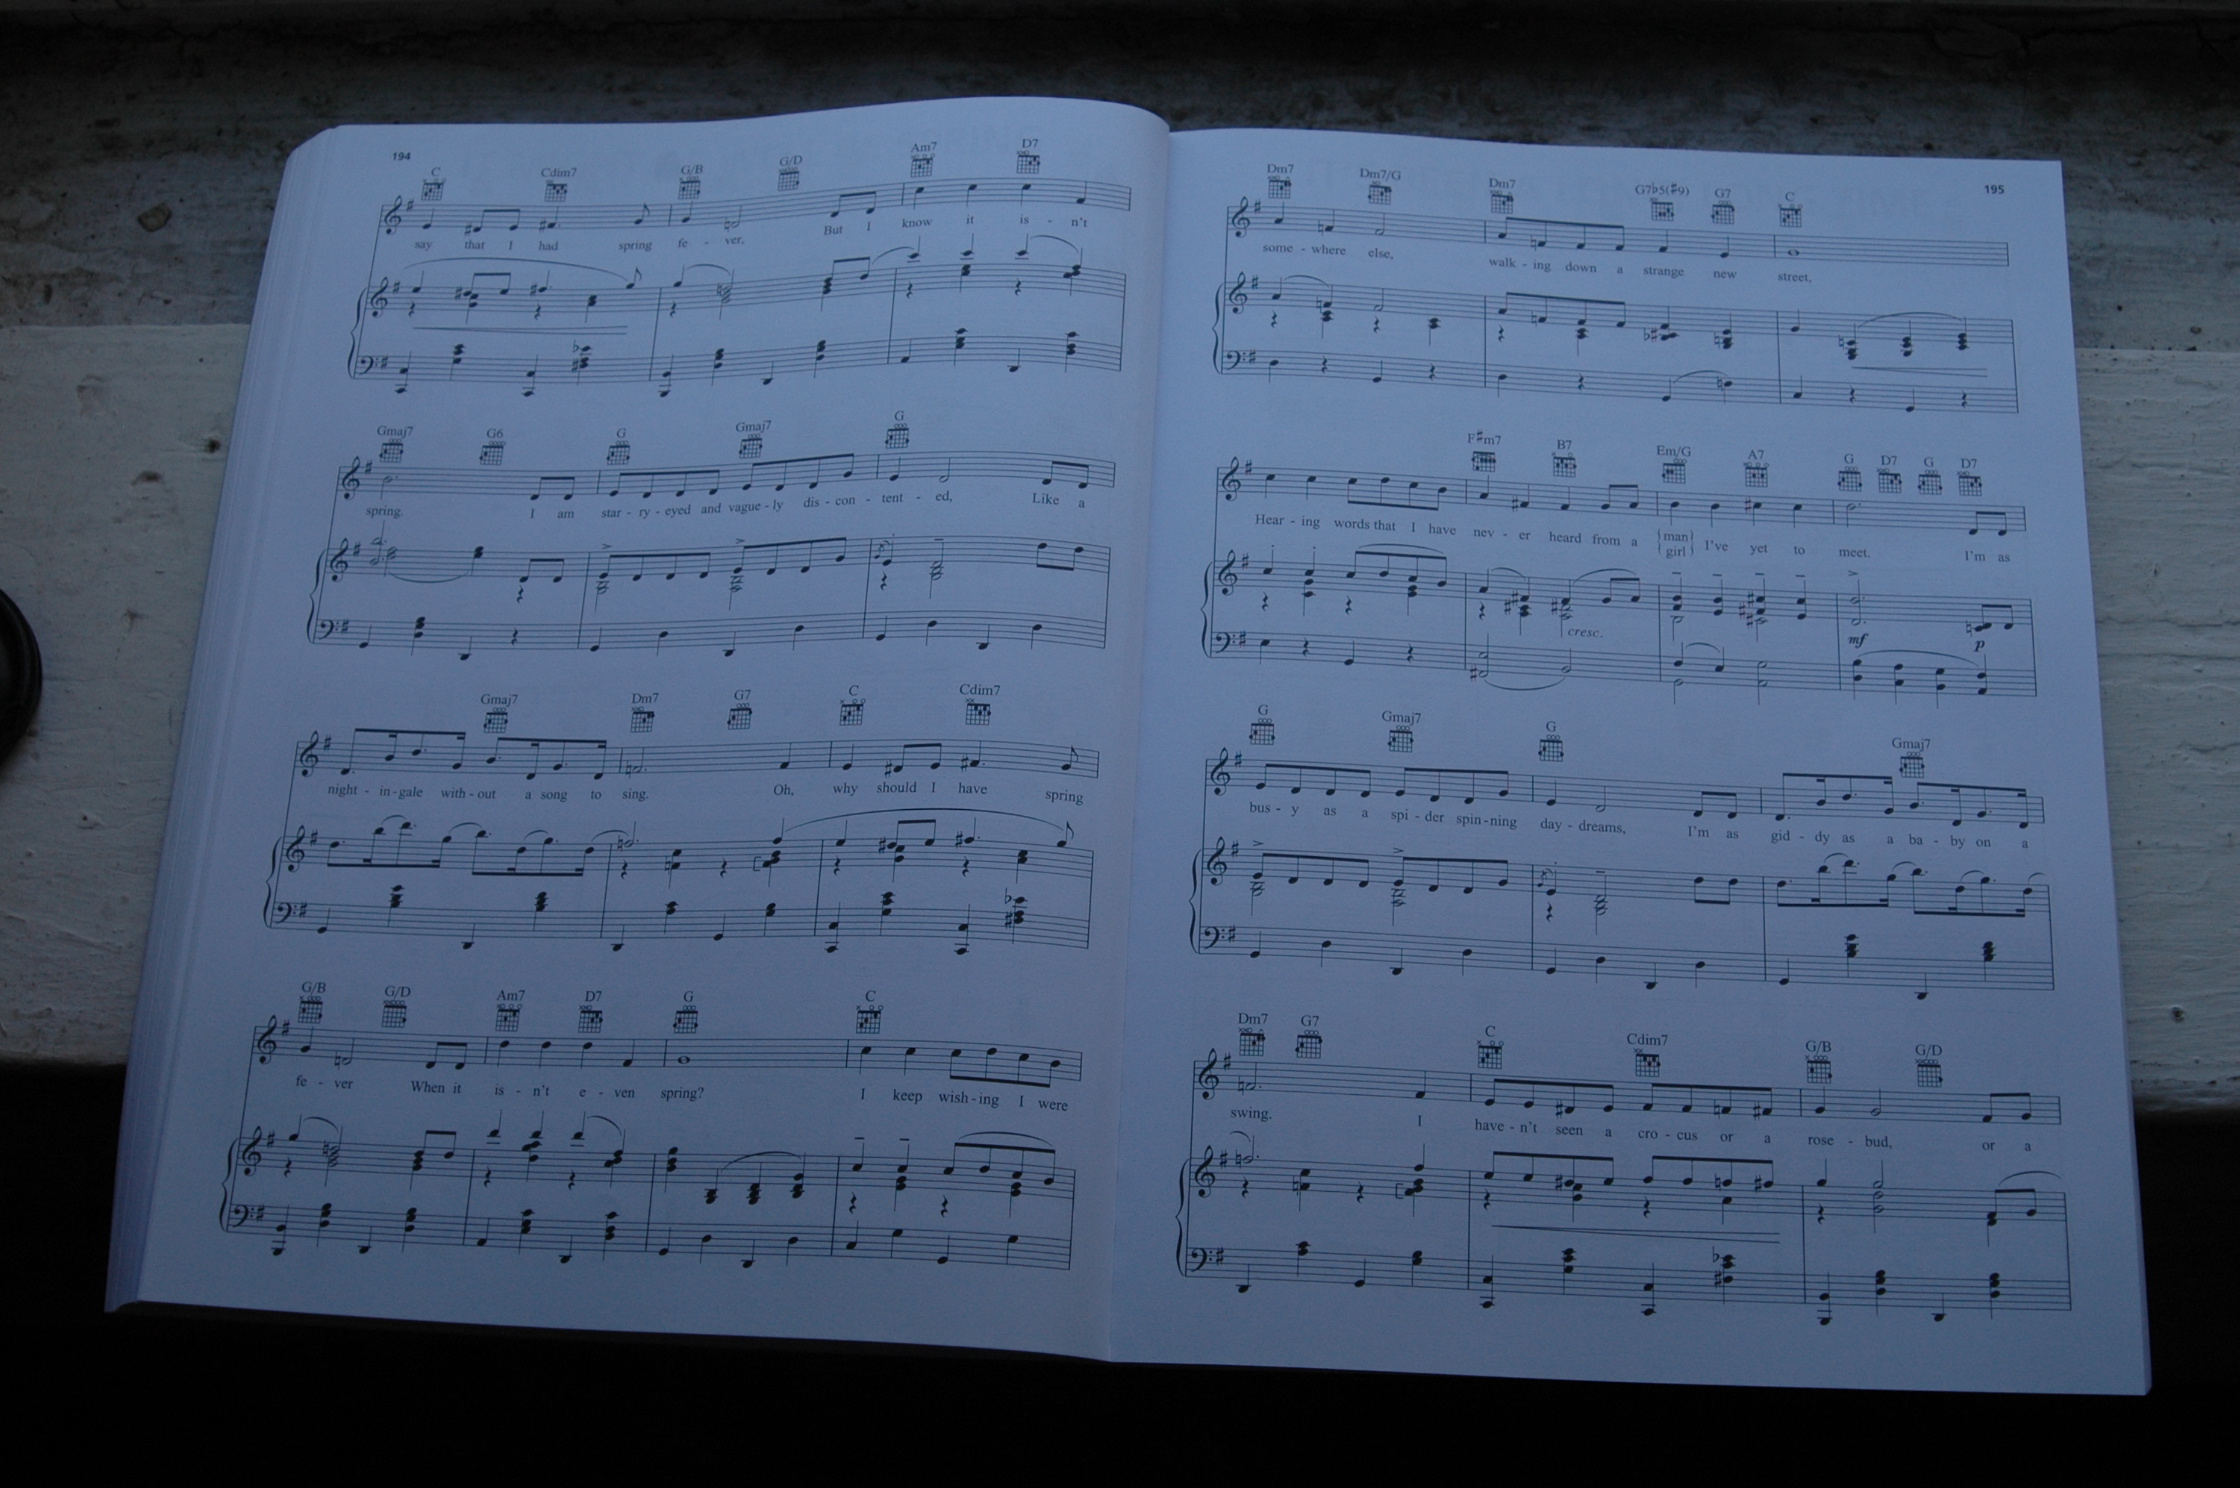 194
C Cdim7 G/B G/D Am7 D7
say that I had spring fe - ver, But I know it is - n't
Gmaj7 G6 G Gmaj7 G
spring. I am star - ry - eyed and vague - ly dis - con - tent - ed, Like a
Gmaj7 Dm7 G7 C Cdim7
night - in - gale with - out a song to sing. Oh, why should I have spring
G/B G/D Am7 D7 G C
fe - ver When it is - n't e - ven spring? I keep wish - ing I were
195
Dm7 Dm7/G Dm7 G7♭5(♯9) G7 C
some - where else, walk - ing down a strange new street,
F♯m7 B7 Em/G A7 G D7 G D7
Hear - ing words that I have nev - er heard from a {man} I've yet to meet. I'm as
{girl}
cresc. mf p
G Gmaj7 G Gmaj7
bus - y as a spi - der spin - ning day - dreams, I'm as gid - dy as a ba - by on a
Dm7 G7 C Cdim7 G/B G/D
swing. I have - n't seen a cro - cus or a rose - bud, or a